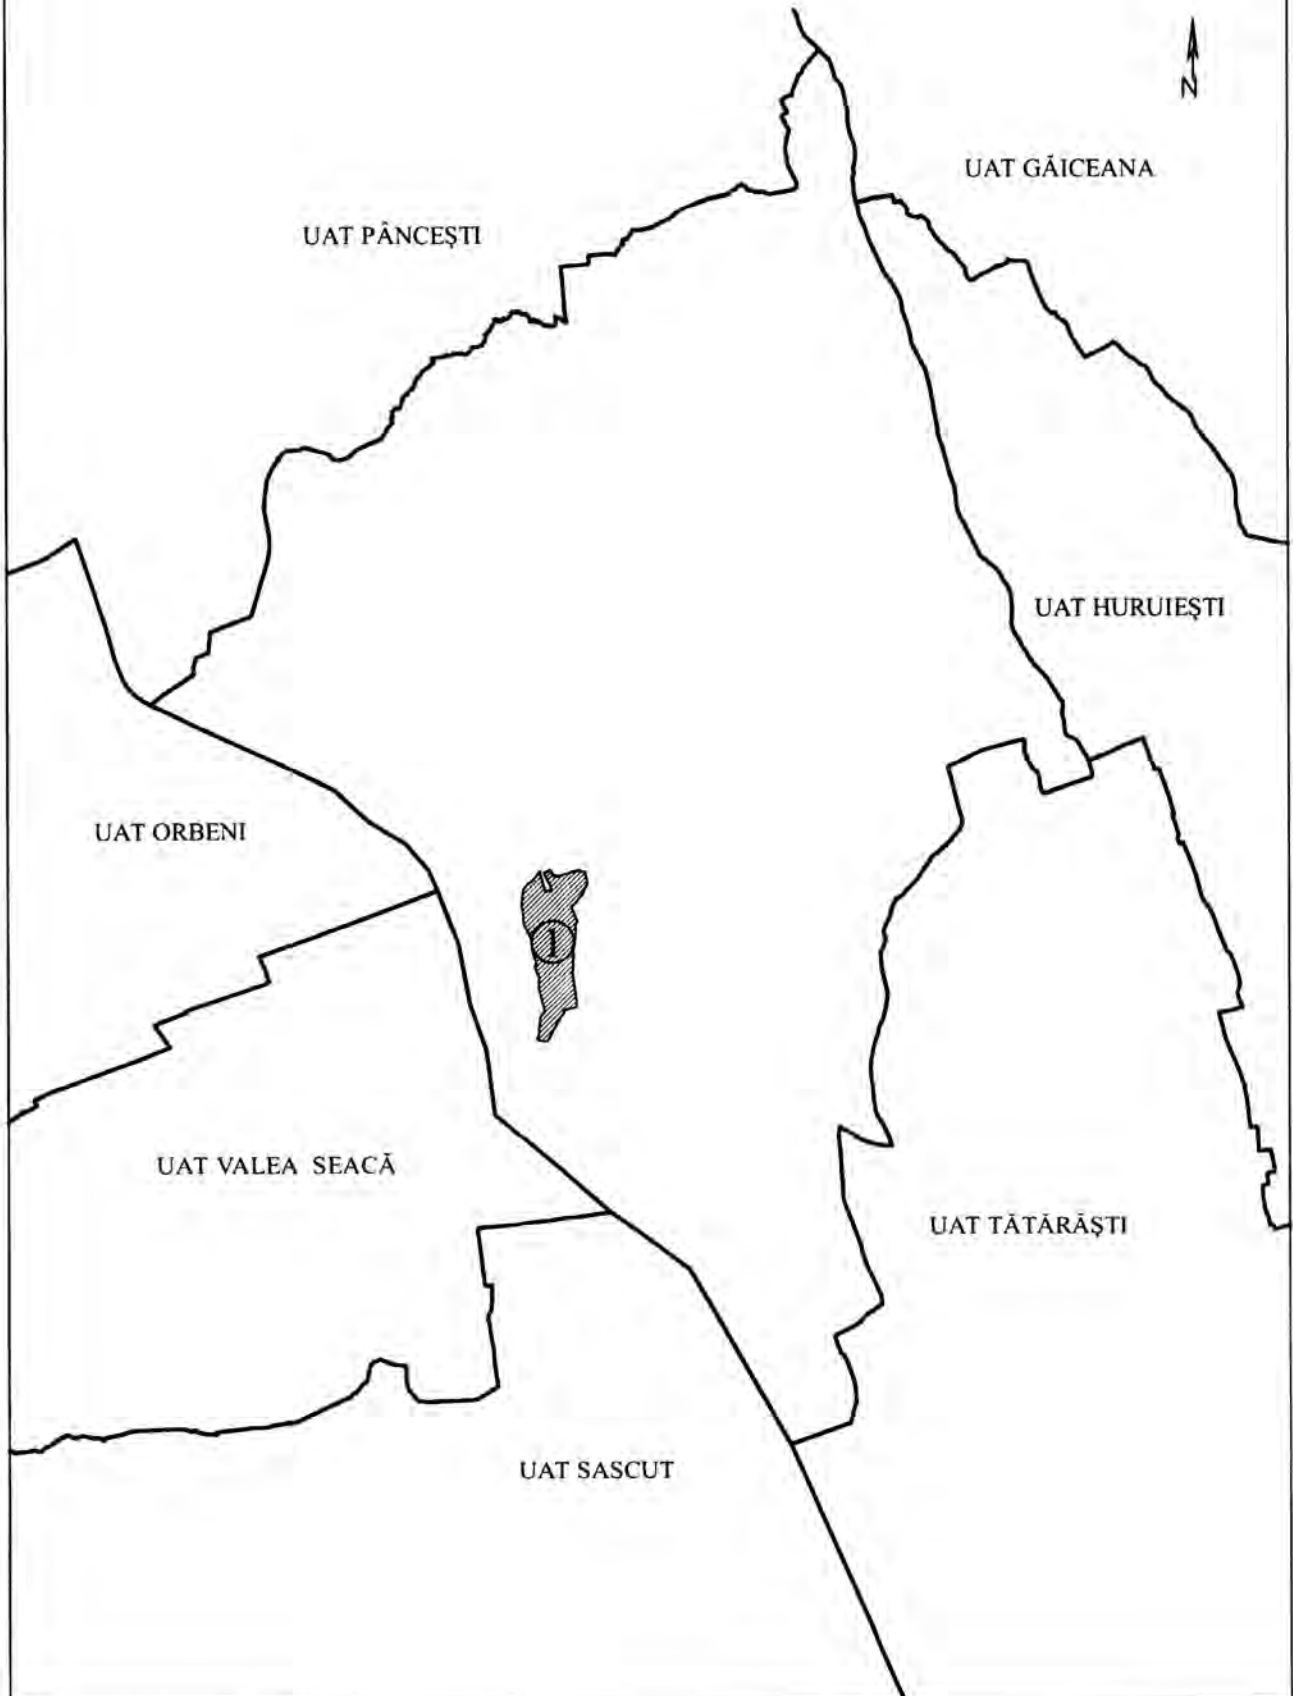 N
UAT GĂICEANA
UAT PÂNCEȘTI
UAT HURUIEȘTI
UAT ORBENI
1
UAT VALEA SEACĂ
UAT TĂTĂRĂȘTI
UAT SASCUT